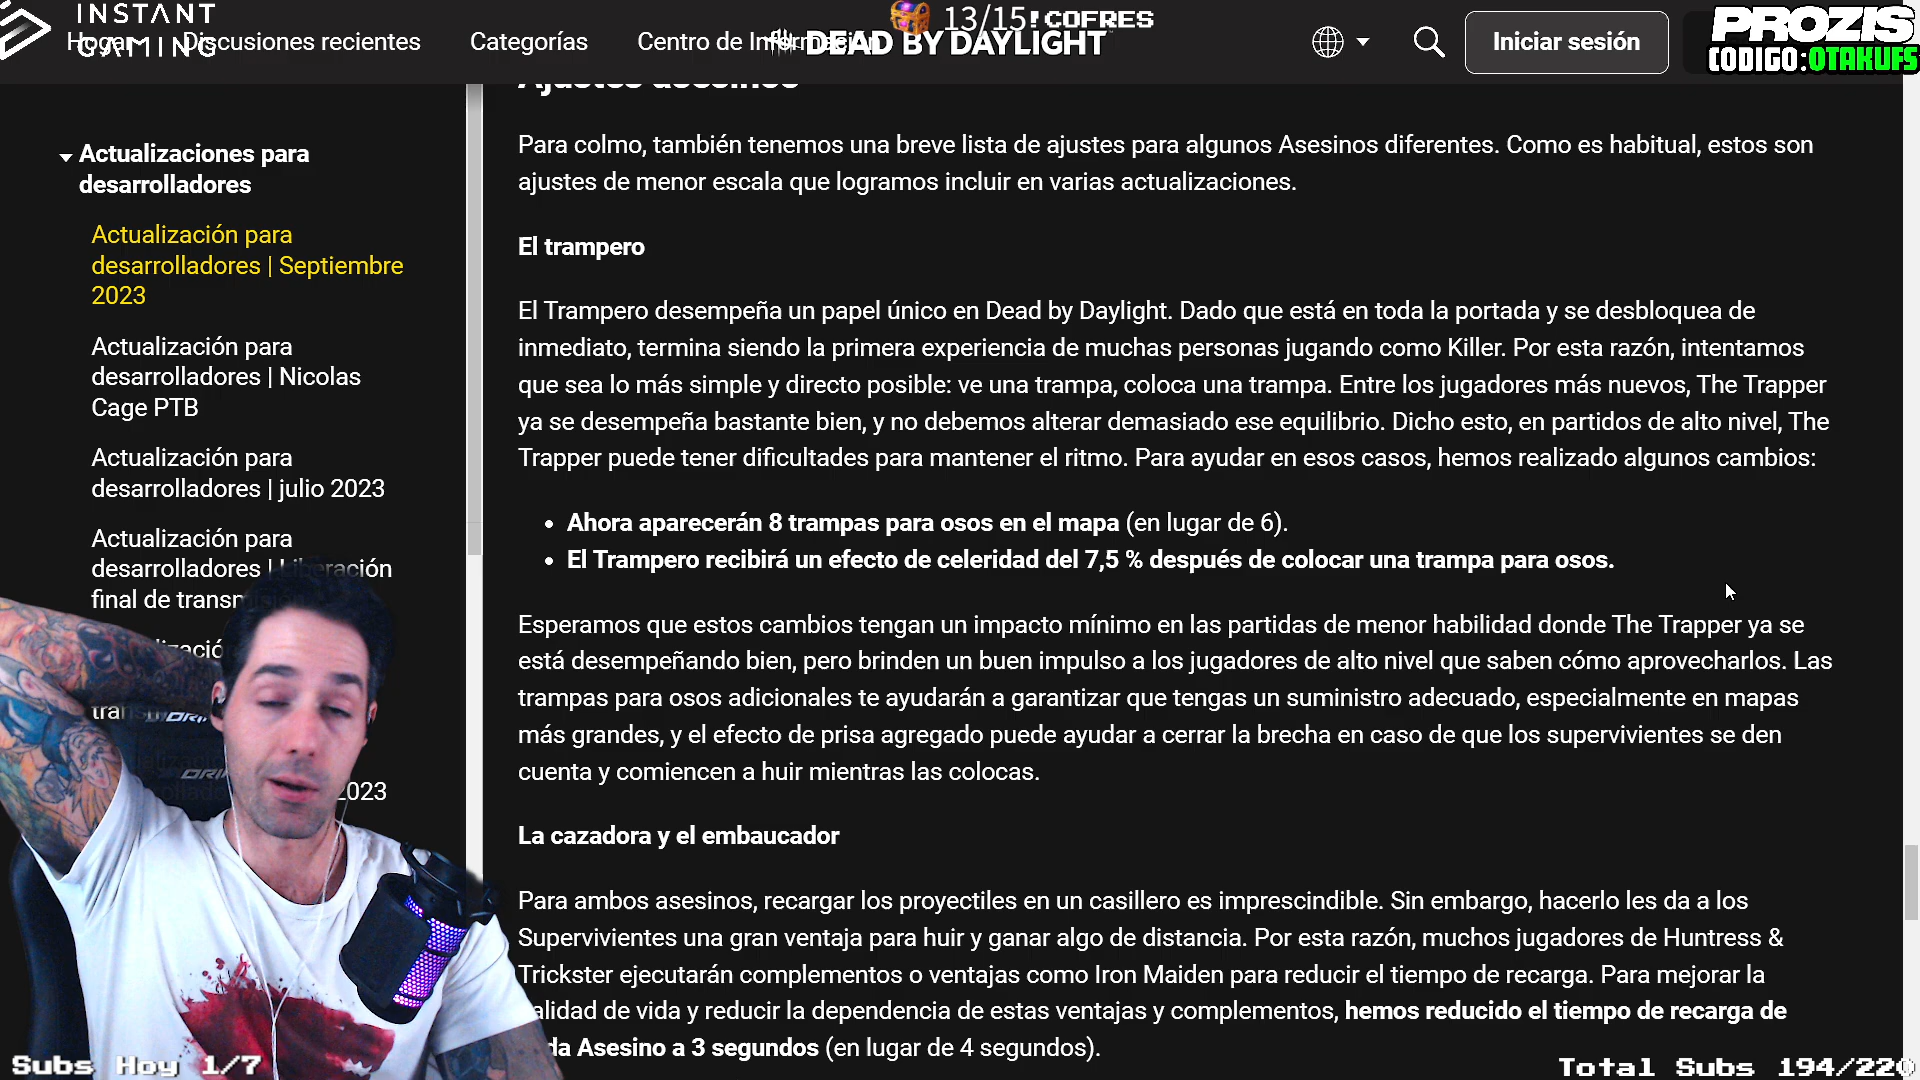 INSTANT GAMING
Hogar Discusiones recientes Categorías Centro de
13/15 !COFRES
DEAD BY DAYLIGHT
Iniciar sesión
PROZIS
CODIGO:OTAKUFS
Actualizaciones para
desarrolladores
Actualización para
desarrolladores | Septiembre
2023
Actualización para
desarrolladores | Nicolas
Cage PTB
Actualización para
desarrolladores | julio 2023
Actualización para
desarrolladores | Liberación
final de
2023
Ajustes asesinos
Para colmo, también tenemos una breve lista de ajustes para algunos Asesinos diferentes. Como es habitual, estos son
ajustes de menor escala que logramos incluir en varias actualizaciones.
El trampero
El Trampero desempeña un papel único en Dead by Daylight. Dado que está en toda la portada y se desbloquea de
inmediato, termina siendo la primera experiencia de muchas personas jugando como Killer. Por esta razón, intentamos
que sea lo más simple y directo posible: ve una trampa, coloca una trampa. Entre los jugadores más nuevos, The Trapper
ya se desempeña bastante bien, y no debemos alterar demasiado ese equilibrio. Dicho esto, en partidos de alto nivel, The
Trapper puede tener dificultades para mantener el ritmo. Para ayudar en esos casos, hemos realizado algunos cambios:
• Ahora aparecerán 8 trampas para osos en el mapa (en lugar de 6).
• El Trampero recibirá un efecto de celeridad del 7,5 % después de colocar una trampa para osos.
Esperamos que estos cambios tengan un impacto mínimo en las partidas de menor habilidad donde The Trapper ya se
está desempeñando bien, pero brinden un buen impulso a los jugadores de alto nivel que saben cómo aprovecharlos. Las
trampas para osos adicionales te ayudarán a garantizar que tengas un suministro adecuado, especialmente en mapas
más grandes, y el efecto de prisa agregado puede ayudar a cerrar la brecha en caso de que los supervivientes se den
cuenta y comiencen a huir mientras las colocas.
La cazadora y el embaucador
Para ambos asesinos, recargar los proyectiles en un casillero es imprescindible. Sin embargo, hacerlo les da a los
Supervivientes una gran ventaja para huir y ganar algo de distancia. Por esta razón, muchos jugadores de Huntress &
Trickster ejecutarán complementos o ventajas como Iron Maiden para reducir el tiempo de recarga. Para mejorar la
alidad de vida y reducir la dependencia de estas ventajas y complementos, hemos reducido el tiempo de recarga de
da Asesino a 3 segundos (en lugar de 4 segundos).
Subs Hoy 1/7
Total Subs 194/220